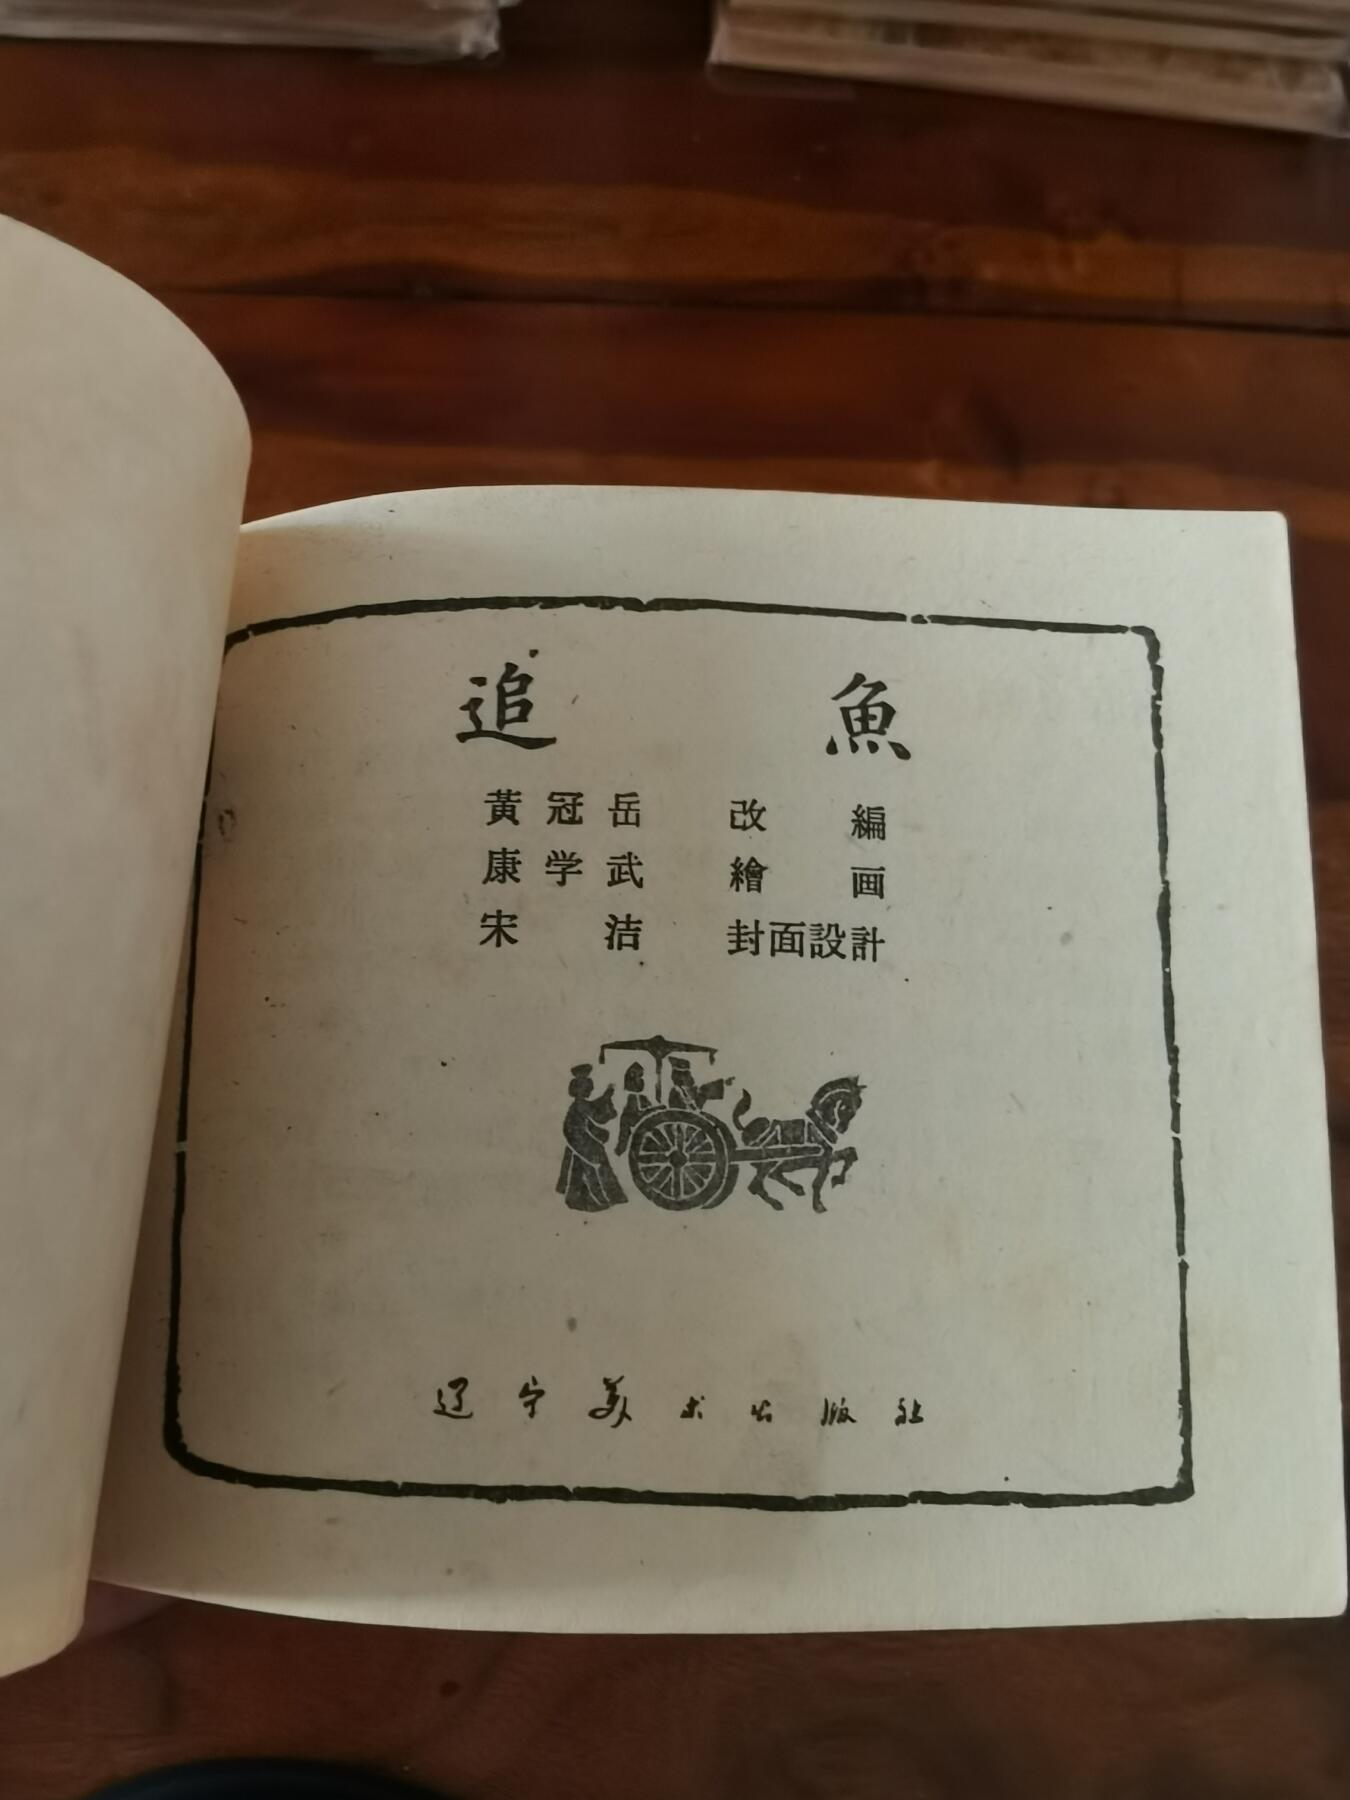 追魚
黃冠岳 改編
康学武 繪画
宋洁 封面設計
辽宁美术出版社